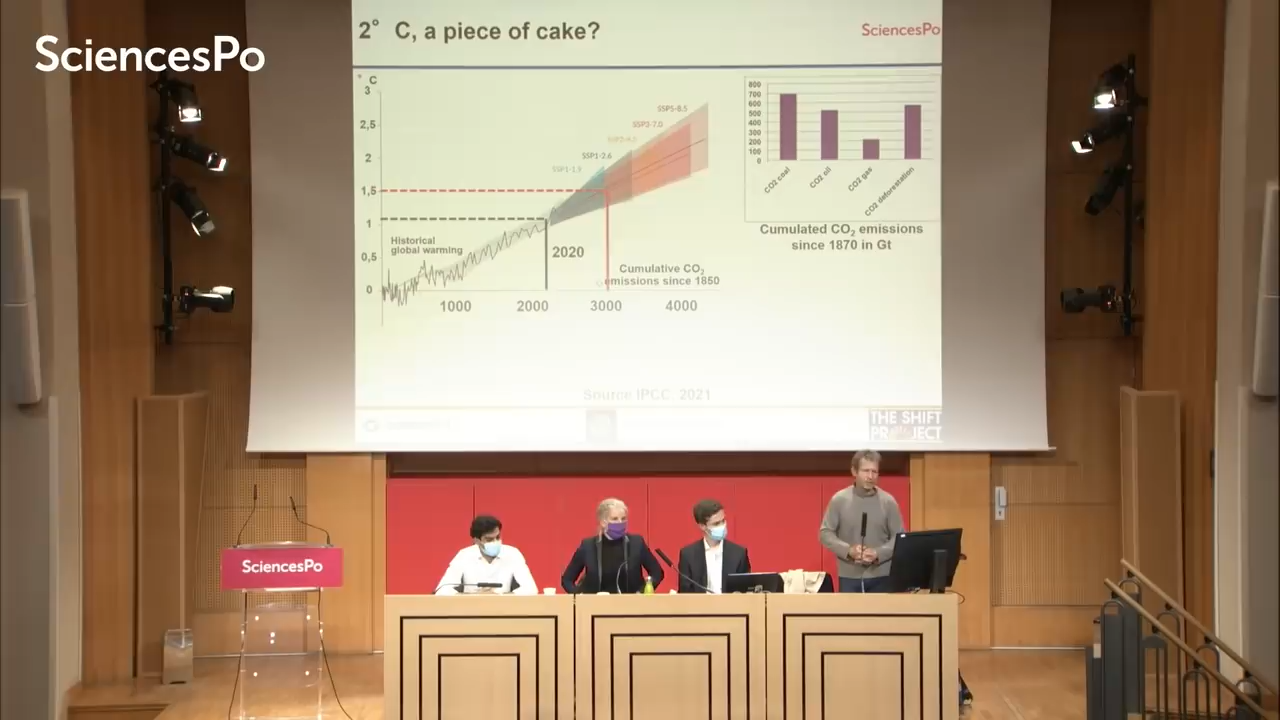 SciencesPo
2° C, a piece of cake?
SciencesPo
° C
3
2,5
2
1,5
1
0,5
0
SSP5-8.5
SSP3-7.0
SSP2-4.5
SSP1-2.6
SSP1-1.9
Historical
global warming
2020
Cumulative CO2
emissions since 1850
1000 2000 3000 4000
800
700
600
500
400
300
200
100
0
CO2 coal
CO2 oil
CO2 gas
CO2 deforestation
Cumulated CO2 emissions
since 1870 in Gt
Source IPCC, 2021
THE SHIFT
PROJECT
SciencesPo